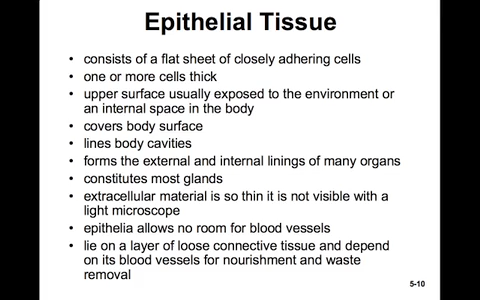 Epithelial Tissue
• consists of a flat sheet of closely adhering cells
• one or more cells thick
• upper surface usually exposed to the environment or
an internal space in the body
• covers body surface
• lines body cavities
• forms the external and internal linings of many organs
• constitutes most glands
• extracellular material is so thin it is not visible with a
light microscope
• epithelia allows no room for blood vessels
• lie on a layer of loose connective tissue and depend
on its blood vessels for nourishment and waste
removal
5-10